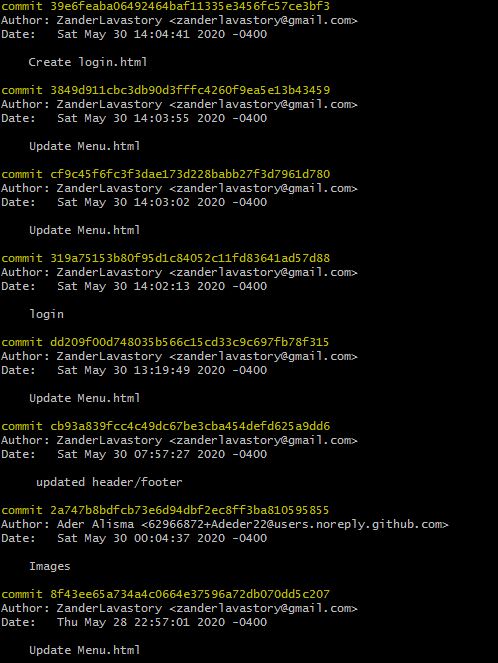 commit 39e6feaba06492464baf11335e3456fc57ce3bf3
Author: ZanderLavastory <zanderlavastory@gmail.com>
Date:   Sat May 30 14:04:41 2020 -0400
Create login.html
commit 3849d911cbc3db90d3fffc4260f9ea5e13b43459
Author: ZanderLavastory <zanderlavastory@gmail.com>
Date:   Sat May 30 14:03:55 2020 -0400
Update Menu.html
commit cf9c45f6fc3f3dae173d228babb27f3d7961d780
Author: ZanderLavastory <zanderlavastory@gmail.com>
Date:   Sat May 30 14:03:02 2020 -0400
Update Menu.html
commit 319a75153b80f95d1c84052c11fd83641ad57d88
Author: ZanderLavastory <zanderlavastory@gmail.com>
Date:   Sat May 30 14:02:13 2020 -0400
login
commit dd209f00d748035b566c15cd33c9c697fb78f315
Author: ZanderLavastory <zanderlavastory@gmail.com>
Date:   Sat May 30 13:19:49 2020 -0400
Update Menu.html
commit cb93a839fcc4c49dc67be3cba454defd625a9dd6
Author: ZanderLavastory <zanderlavastory@gmail.com>
Date:   Sat May 30 07:57:27 2020 -0400
updated header/footer
commit 2a747b8bdfcb73e6d94dbf2ec8ff3ba810595855
Author: Ader Alisma <62966872+Adeder22@users.noreply.github.com>
Date:   Sat May 30 00:04:37 2020 -0400
Images
commit 8f43ee65a734a4c0664e37596a72db070dd5c207
Author: ZanderLavastory <zanderlavastory@gmail.com>
Date:   Thu May 28 22:57:01 2020 -0400
Update Menu.html